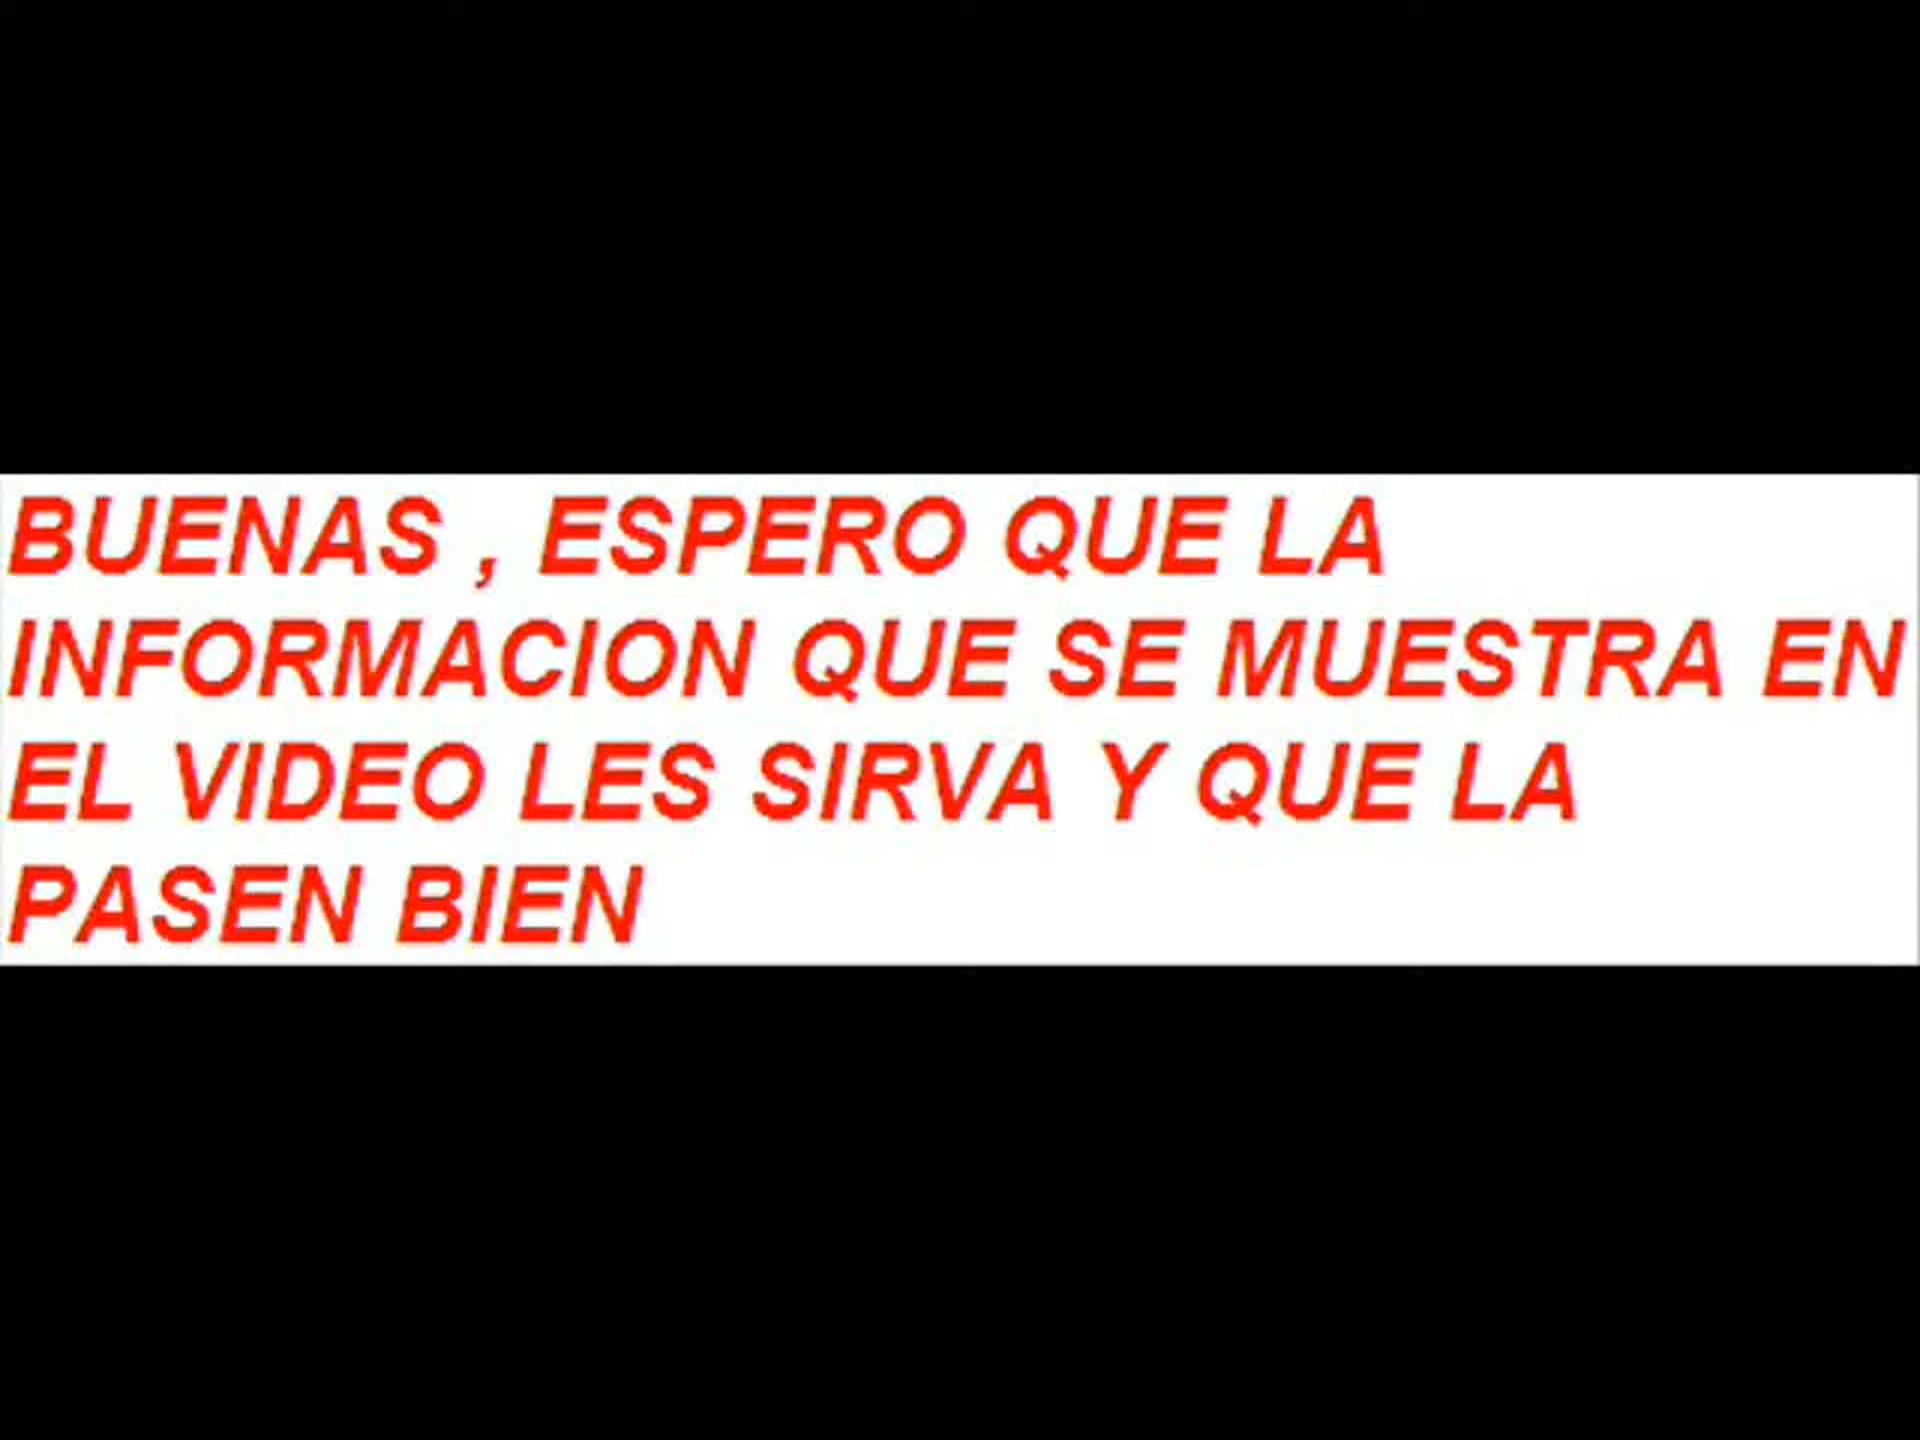 BUENAS , ESPERO QUE LA
INFORMACION QUE SE MUESTRA EN
EL VIDEO LES SIRVA Y QUE LA
PASEN BIEN